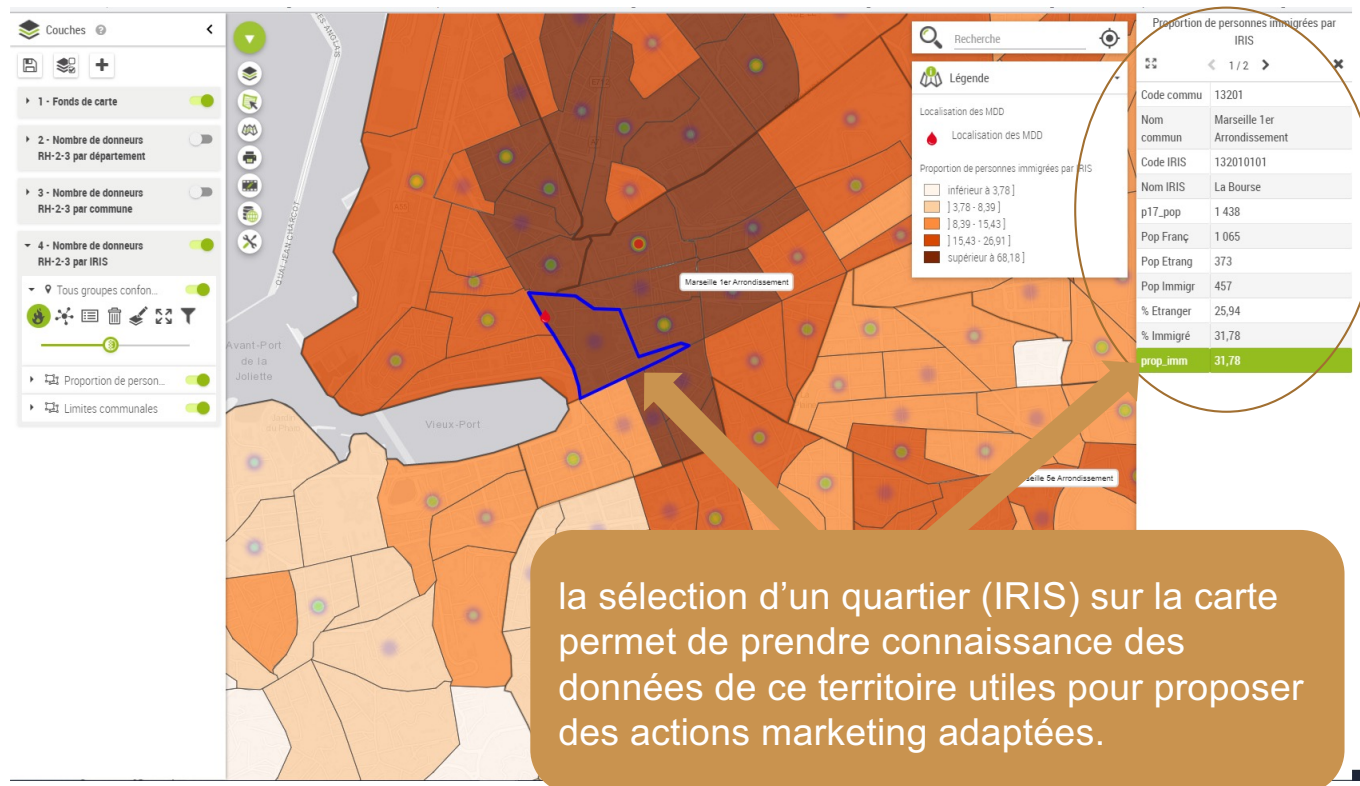 Couches
1 - Fonds de carte
2 - Nombre de donneurs
RH-2-3 par département
3 - Nombre de donneurs
RH-2-3 par commune
4 - Nombre de donneurs
RH-2-3 par IRIS
Tous groupes confon...
Proportion de person...
Limites communales
QUAI JEAN CHARCOT
Avant-Port
de la
Joliette
Vieux-Port
Marseille 1er Arrondissement
seille 5e Arrondissement
Recherche
Légende
Localisation des MDD
Localisation des MDD
Proportion de personnes immigrées par IRIS
inférieur à 3,78 ]
] 3,78 - 8,39 ]
] 8,39 - 15,43 ]
] 15,43 - 26,91 ]
supérieur à 68,18 ]
Proportion de personnes immigrées par
IRIS
1 / 2
Code commu 13201
Nom commun Marseille 1er Arrondissement
Code IRIS 132010101
Nom IRIS La Bourse
p17_pop 1 438
Pop Franç 1 065
Pop Etrang 373
Pop Immigr 457
% Etranger 25,94
% Immigré 31,78
prop_imm 31,78
la sélection d’un quartier (IRIS) sur la carte
permet de prendre connaissance des
données de ce territoire utiles pour proposer
des actions marketing adaptées.